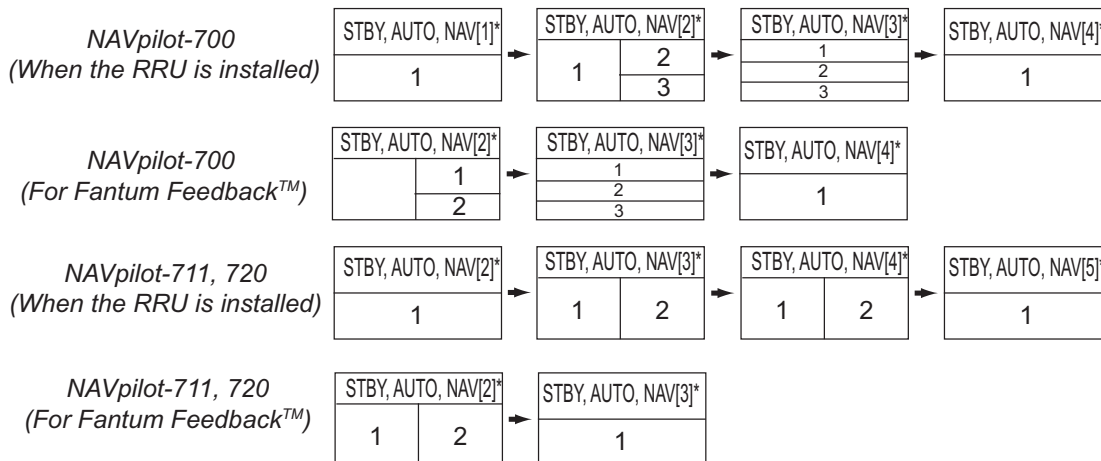 NAVpilot-700
(When the RRU is installed)
STBY, AUTO, NAV[1]*
1
STBY, AUTO, NAV[2]*
1
2
3
STBY, AUTO, NAV[3]*
1
2
3
STBY, AUTO, NAV[4]*
1
NAVpilot-700
(For Fantum Feedback™)
STBY, AUTO, NAV[2]*
1
2
STBY, AUTO, NAV[3]*
1
2
3
STBY, AUTO, NAV[4]*
1
NAVpilot-711, 720
(When the RRU is installed)
STBY, AUTO, NAV[2]*
1
STBY, AUTO, NAV[3]*
1 2
STBY, AUTO, NAV[4]*
1 2
STBY, AUTO, NAV[5]*
1
NAVpilot-711, 720
(For Fantum Feedback™)
STBY, AUTO, NAV[2]*
1 2
STBY, AUTO, NAV[3]*
1